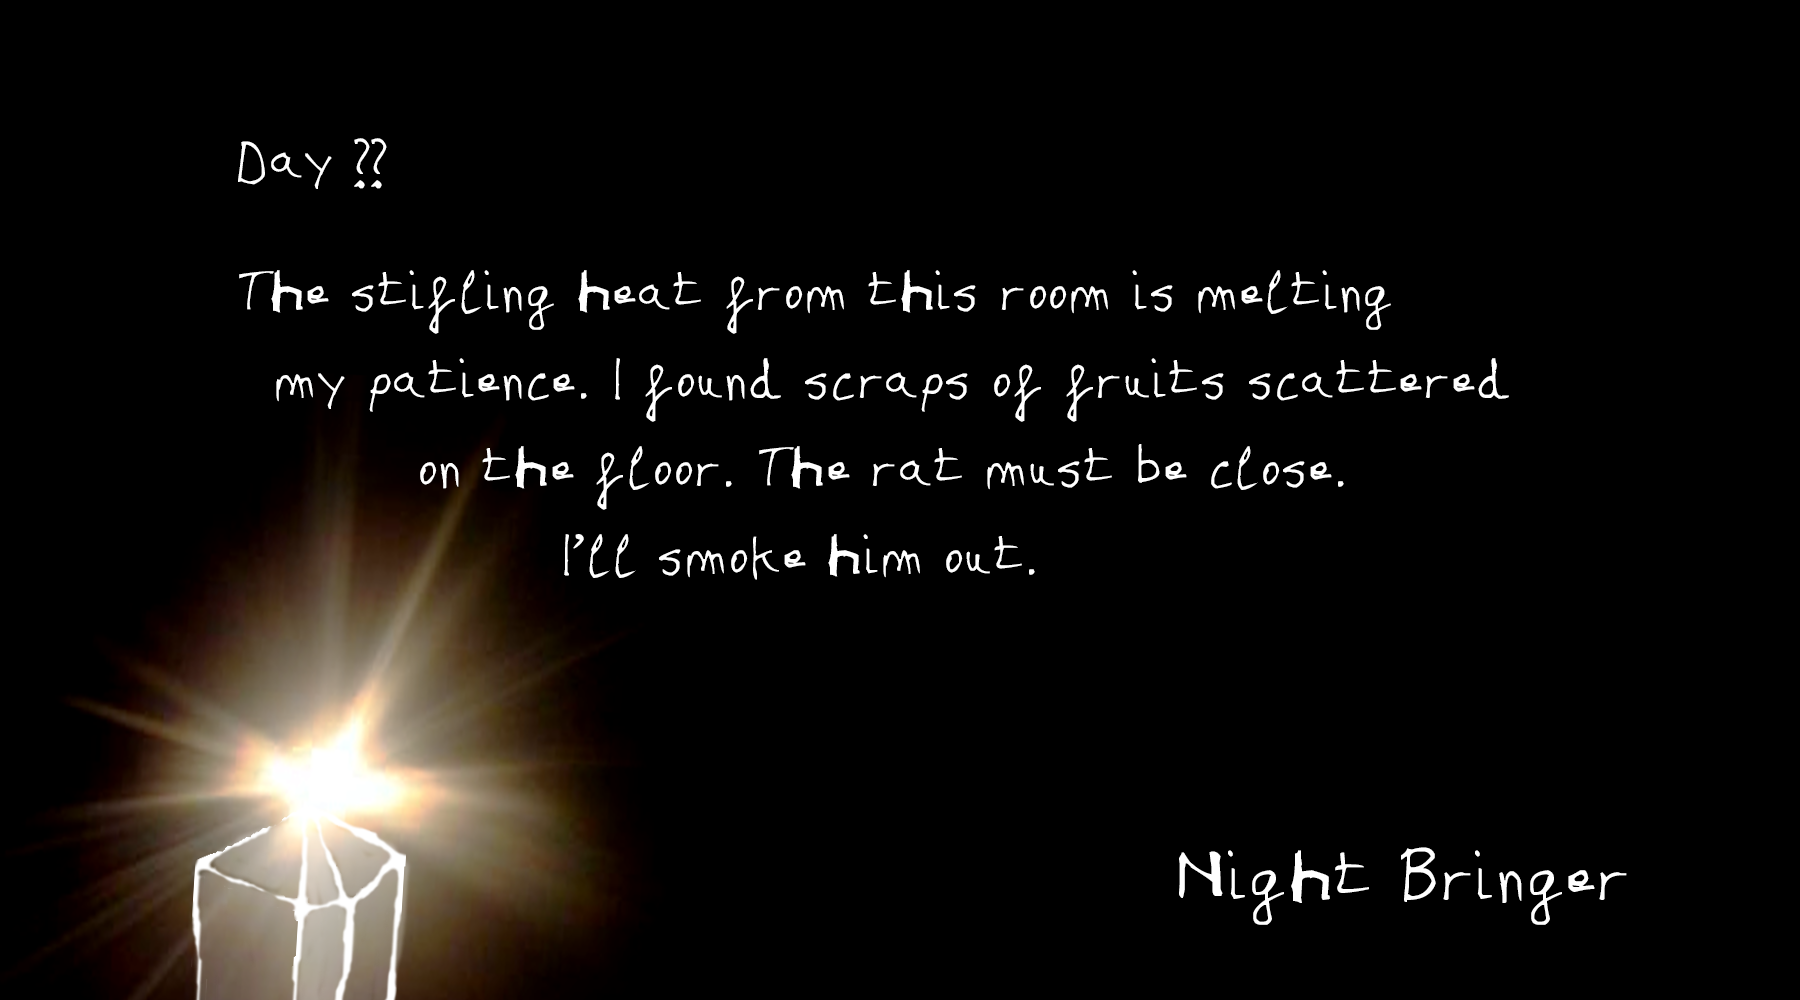 Day ??
The stifling heat from this room is melting
my patience. I found scraps of fruits scattered
on the floor. The rat must be close.
I'll smoke him out.
Night Bringer